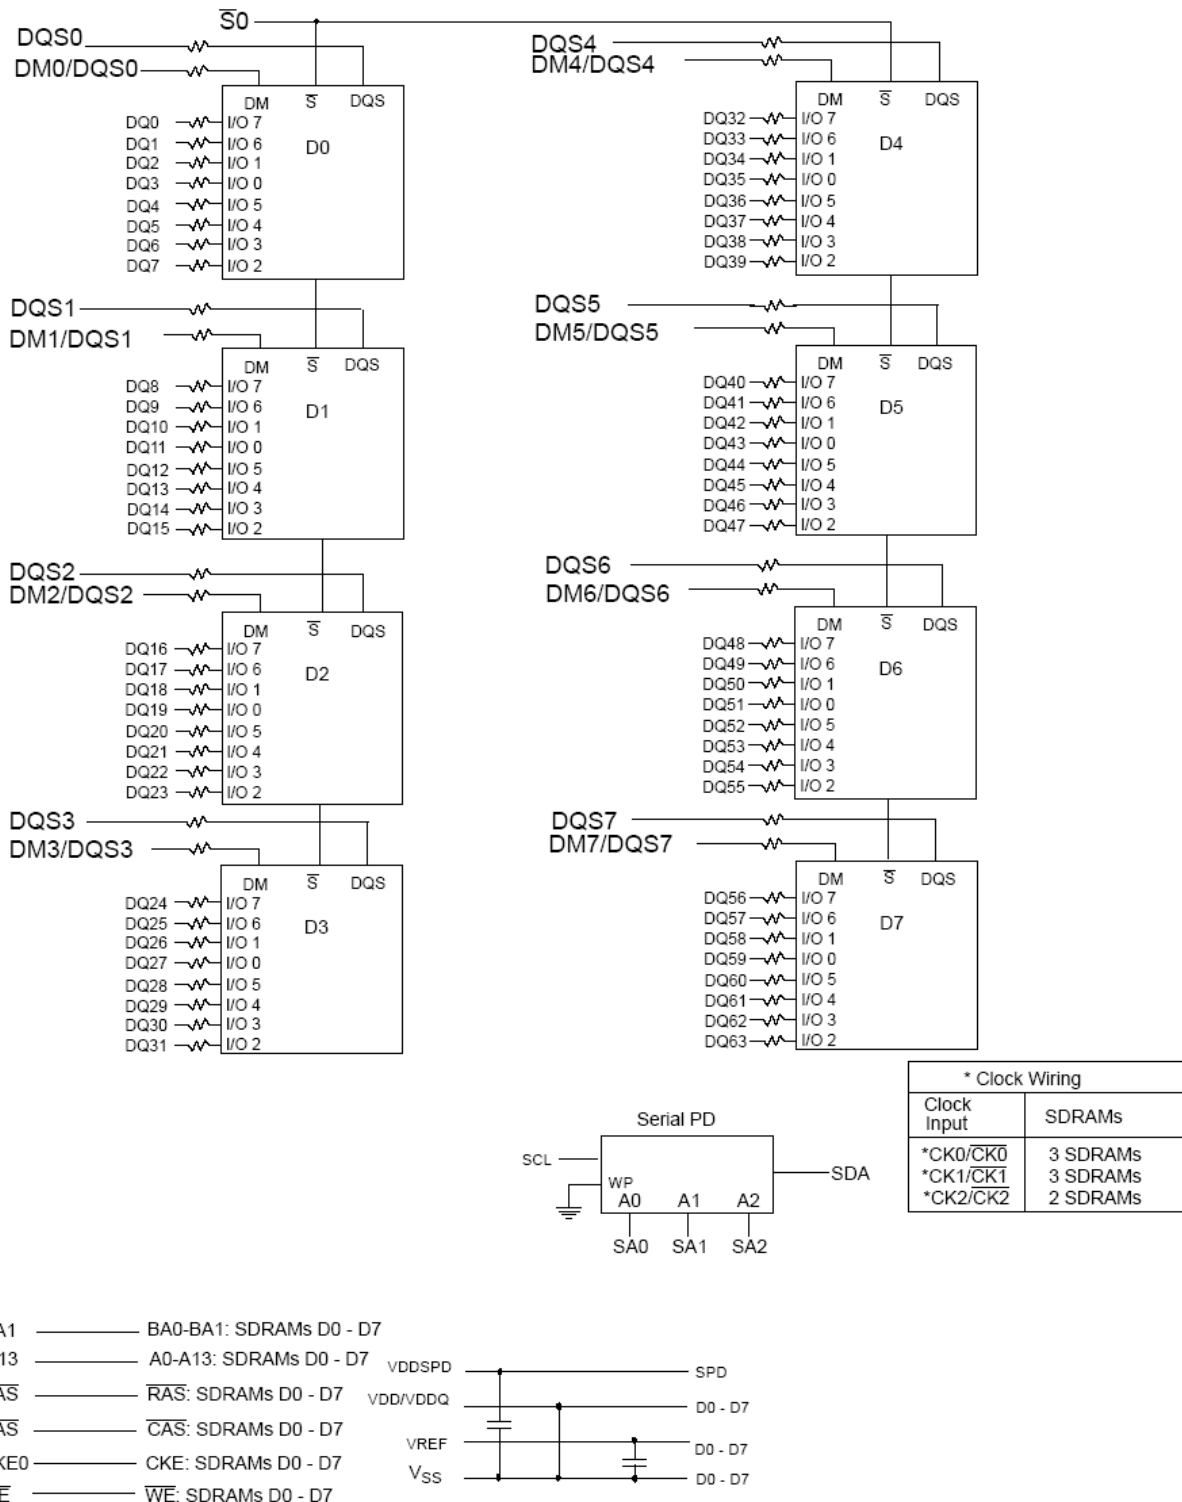 S0
DQS0
DM0/DQS0
DM S DQS
D0
DQ0 I/O 7
DQ1 I/O 6
DQ2 I/O 1
DQ3 I/O 0
DQ4 I/O 5
DQ5 I/O 4
DQ6 I/O 3
DQ7 I/O 2
DQS1
DM1/DQS1
DM S DQS
D1
DQ8 I/O 7
DQ9 I/O 6
DQ10 I/O 1
DQ11 I/O 0
DQ12 I/O 5
DQ13 I/O 4
DQ14 I/O 3
DQ15 I/O 2
DQS2
DM2/DQS2
DM S DQS
D2
DQ16 I/O 7
DQ17 I/O 6
DQ18 I/O 1
DQ19 I/O 0
DQ20 I/O 5
DQ21 I/O 4
DQ22 I/O 3
DQ23 I/O 2
DQS3
DM3/DQS3
DM S DQS
D3
DQ24 I/O 7
DQ25 I/O 6
DQ26 I/O 1
DQ27 I/O 0
DQ28 I/O 5
DQ29 I/O 4
DQ30 I/O 3
DQ31 I/O 2
DQS4
DM4/DQS4
DM S DQS
D4
DQ32 I/O 7
DQ33 I/O 6
DQ34 I/O 1
DQ35 I/O 0
DQ36 I/O 5
DQ37 I/O 4
DQ38 I/O 3
DQ39 I/O 2
DQS5
DM5/DQS5
DM S DQS
D5
DQ40 I/O 7
DQ41 I/O 6
DQ42 I/O 1
DQ43 I/O 0
DQ44 I/O 5
DQ45 I/O 4
DQ46 I/O 3
DQ47 I/O 2
DQS6
DM6/DQS6
DM S DQS
D6
DQ48 I/O 7
DQ49 I/O 6
DQ50 I/O 1
DQ51 I/O 0
DQ52 I/O 5
DQ53 I/O 4
DQ54 I/O 3
DQ55 I/O 2
DQS7
DM7/DQS7
DM S DQS
D7
DQ56 I/O 7
DQ57 I/O 6
DQ58 I/O 1
DQ59 I/O 0
DQ60 I/O 5
DQ61 I/O 4
DQ62 I/O 3
DQ63 I/O 2
* Clock Wiring
Clock Input SDRAMs
*CK0/CK0 3 SDRAMs
*CK1/CK1 3 SDRAMs
*CK2/CK2 2 SDRAMs
Serial PD
SCL
WP
SDA
A0 A1 A2
SA0 SA1 SA2
A1 BA0-BA1: SDRAMs D0 - D7
13 A0-A13: SDRAMs D0 - D7
AS RAS: SDRAMs D0 - D7
AS CAS: SDRAMs D0 - D7
KE0 CKE: SDRAMs D0 - D7
E WE: SDRAMs D0 - D7
VDDSPD SPD
VDD/VDDQ D0 - D7
VREF D0 - D7
VSS D0 - D7